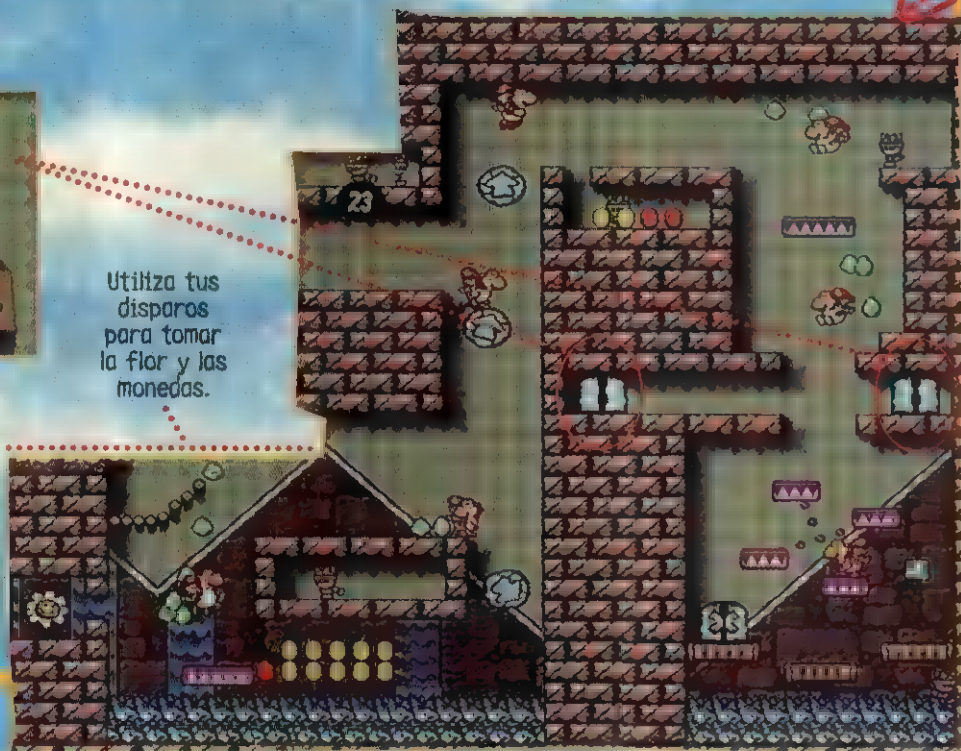 23
Utiliza tus
disparos
para tomar
la flor y las
monedas.